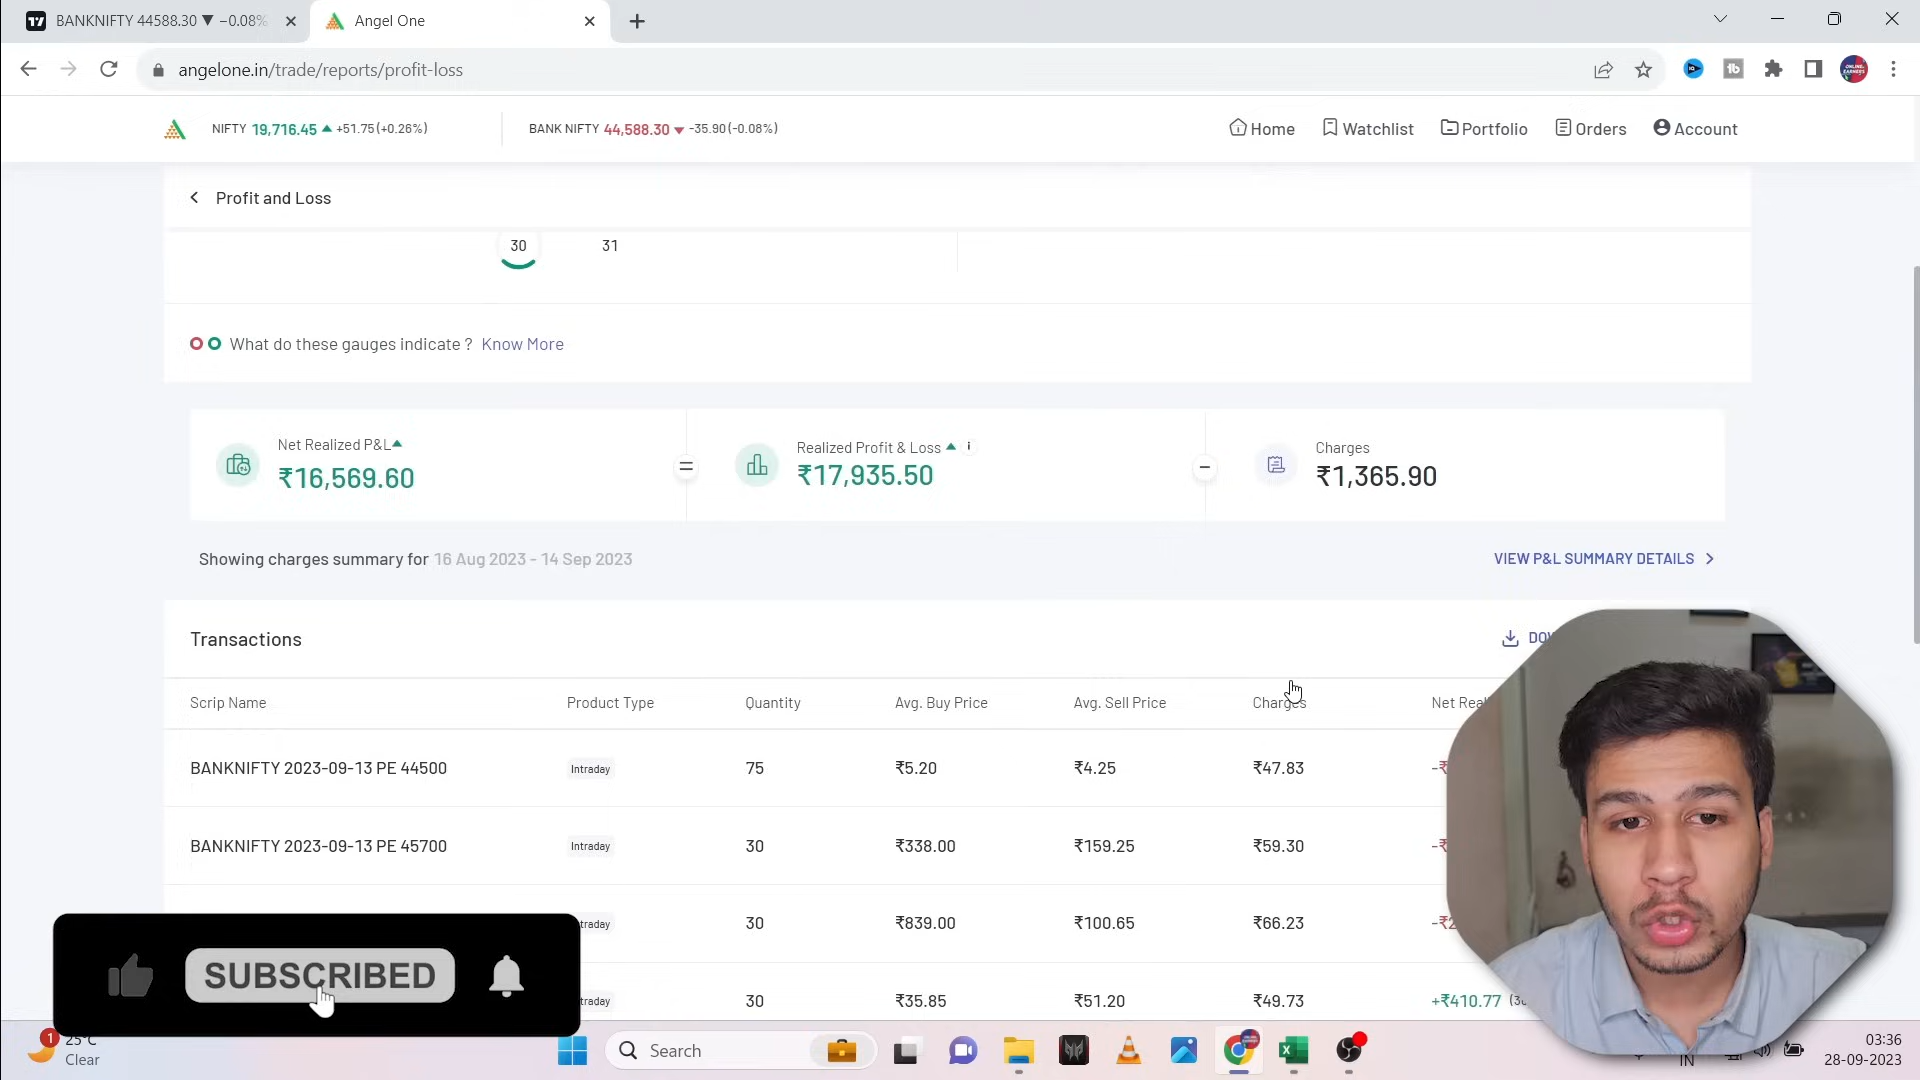 BANKNIFTY 44588.30 ▼ −0.08%
Angel One
angelone.in/trade/reports/profit-loss
NIFTY 19,716.45 ▲ +51.75(+0.26%)
BANK NIFTY 44,588.30 ▼ -35.90(-0.08%)
Home
Watchlist
Portfolio
Orders
Account
Profit and Loss
30 31
What do these gauges indicate ? Know More
Net Realized P&L▲
₹16,569.60
=
Realized Profit & Loss ▲ i
₹17,935.50
−
Charges
₹1,365.90
Showing charges summary for 16 Aug 2023 - 14 Sep 2023
VIEW P&L SUMMARY DETAILS >
Transactions
Scrip Name Product Type Quantity Avg. Buy Price Avg. Sell Price Charges Net
BANKNIFTY 2023-09-13 PE 44500 Intraday 75 ₹5.20 ₹4.25 ₹47.83 -₹
BANKNIFTY 2023-09-13 PE 45700 Intraday 30 ₹338.00 ₹159.25 ₹59.30 -₹
30 ₹839.00 ₹100.65 ₹66.23
30 ₹35.85 ₹51.20 ₹49.73 +₹410.77
SUBSCRIBED
1
25°C
Clear
Search
IN
03:36
28-09-2023